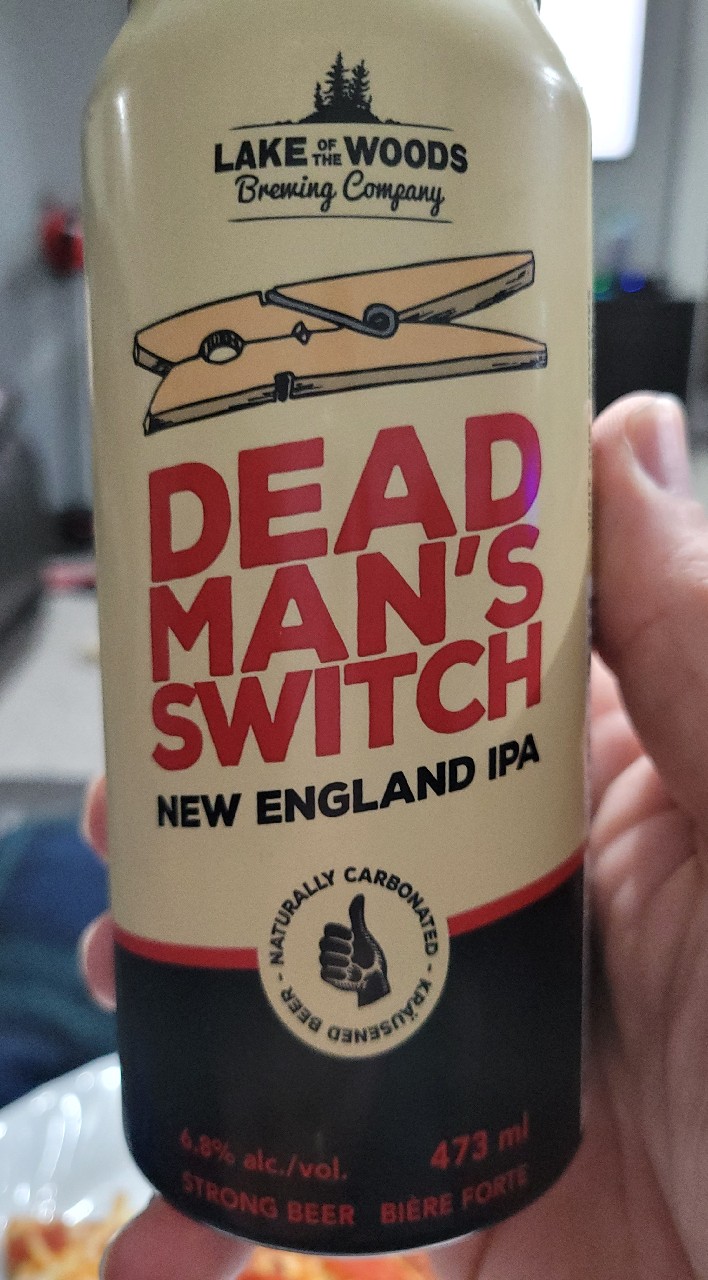 LAKE OF THE WOODS
Brewing Company
DEAD
MAN'S
SWITCH
NEW ENGLAND IPA
- NATURALLY CARBONATED - KRÄUSENED BEER
6.8% alc./vol. 473 ml
STRONG BEER BIÈRE FORTE